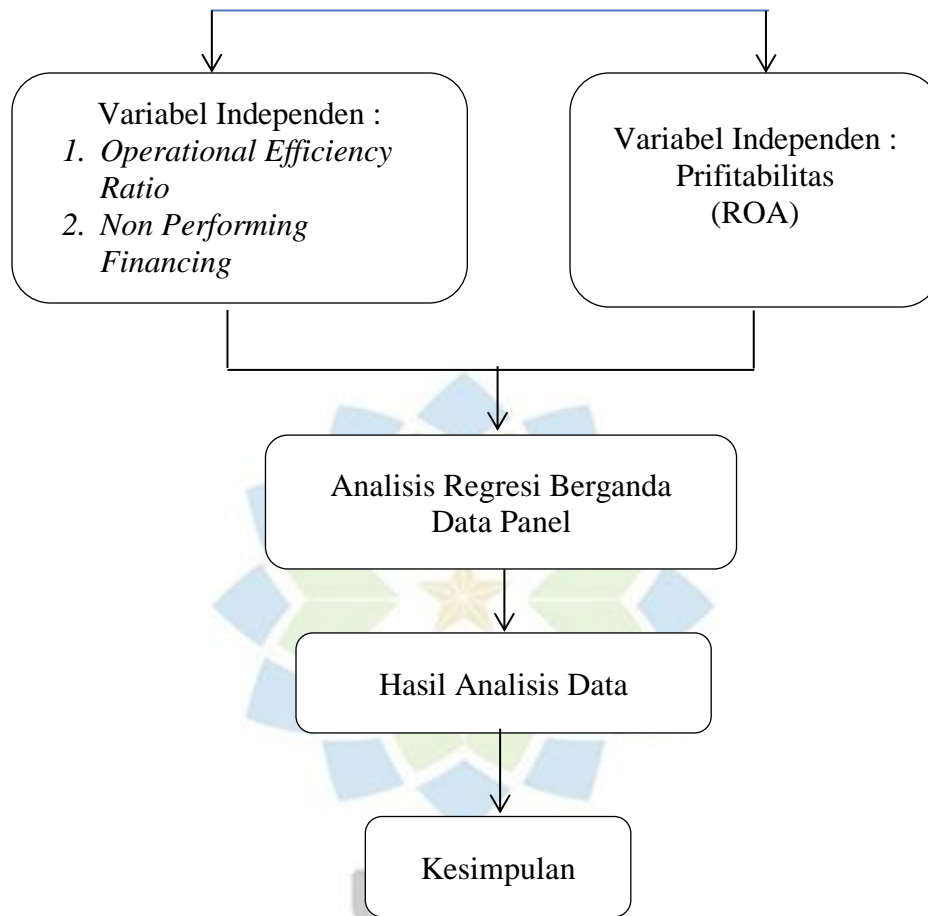 Variabel Independen :
1. Operational Efficiency
Ratio
2. Non Performing
Financing
Variabel Independen :
Prifitabilitas
(ROA)
Analisis Regresi Berganda
Data Panel
Hasil Analisis Data
Kesimpulan